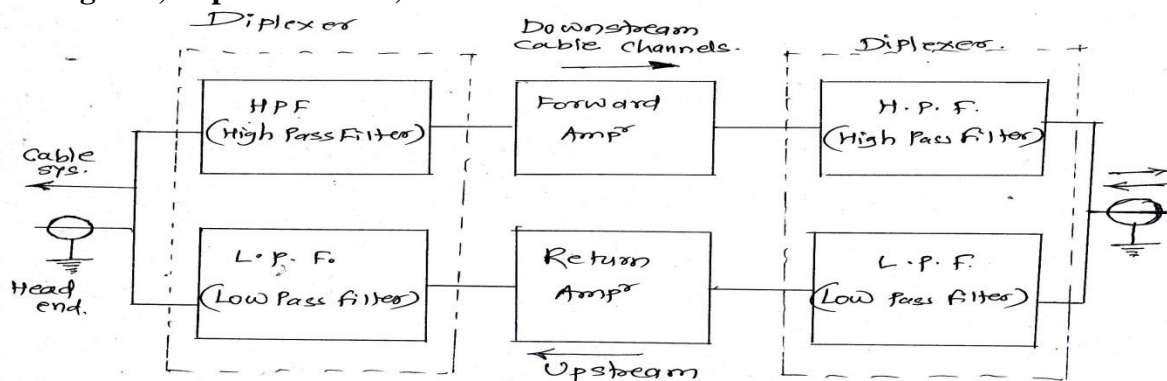 Diplexer
Downstream
Cable Channels.
Diplexer.
HPF
(High Pass Filter)
Forward
Ampr
H.P.F.
(High Pass Filter)
Cable
sys.
L.P.F.
(Low Pass Filter)
Return
Ampr
L.P.F.
(Low Pass Filter)
Head
end.
Upstream